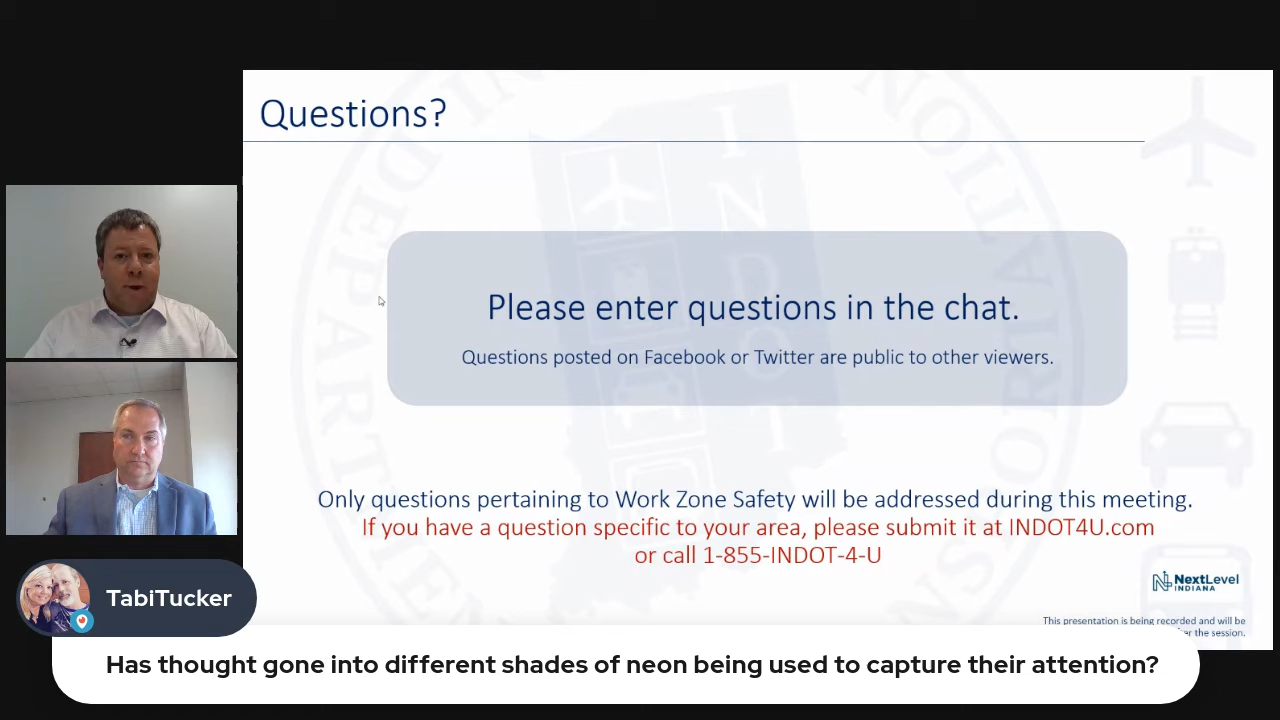 Questions?
Please enter questions in the chat.
Questions posted on Facebook or Twitter are public to other viewers.
Only questions pertaining to Work Zone Safety will be addressed during this meeting.
If you have a question specific to your area, please submit it at INDOT4U.com
or call 1-855-INDOT-4-U
NextLevel
INDIANA
This presentation is being recorded and will be
the session.
TabiTucker
Has thought gone into different shades of neon being used to capture their attention?
INDOT